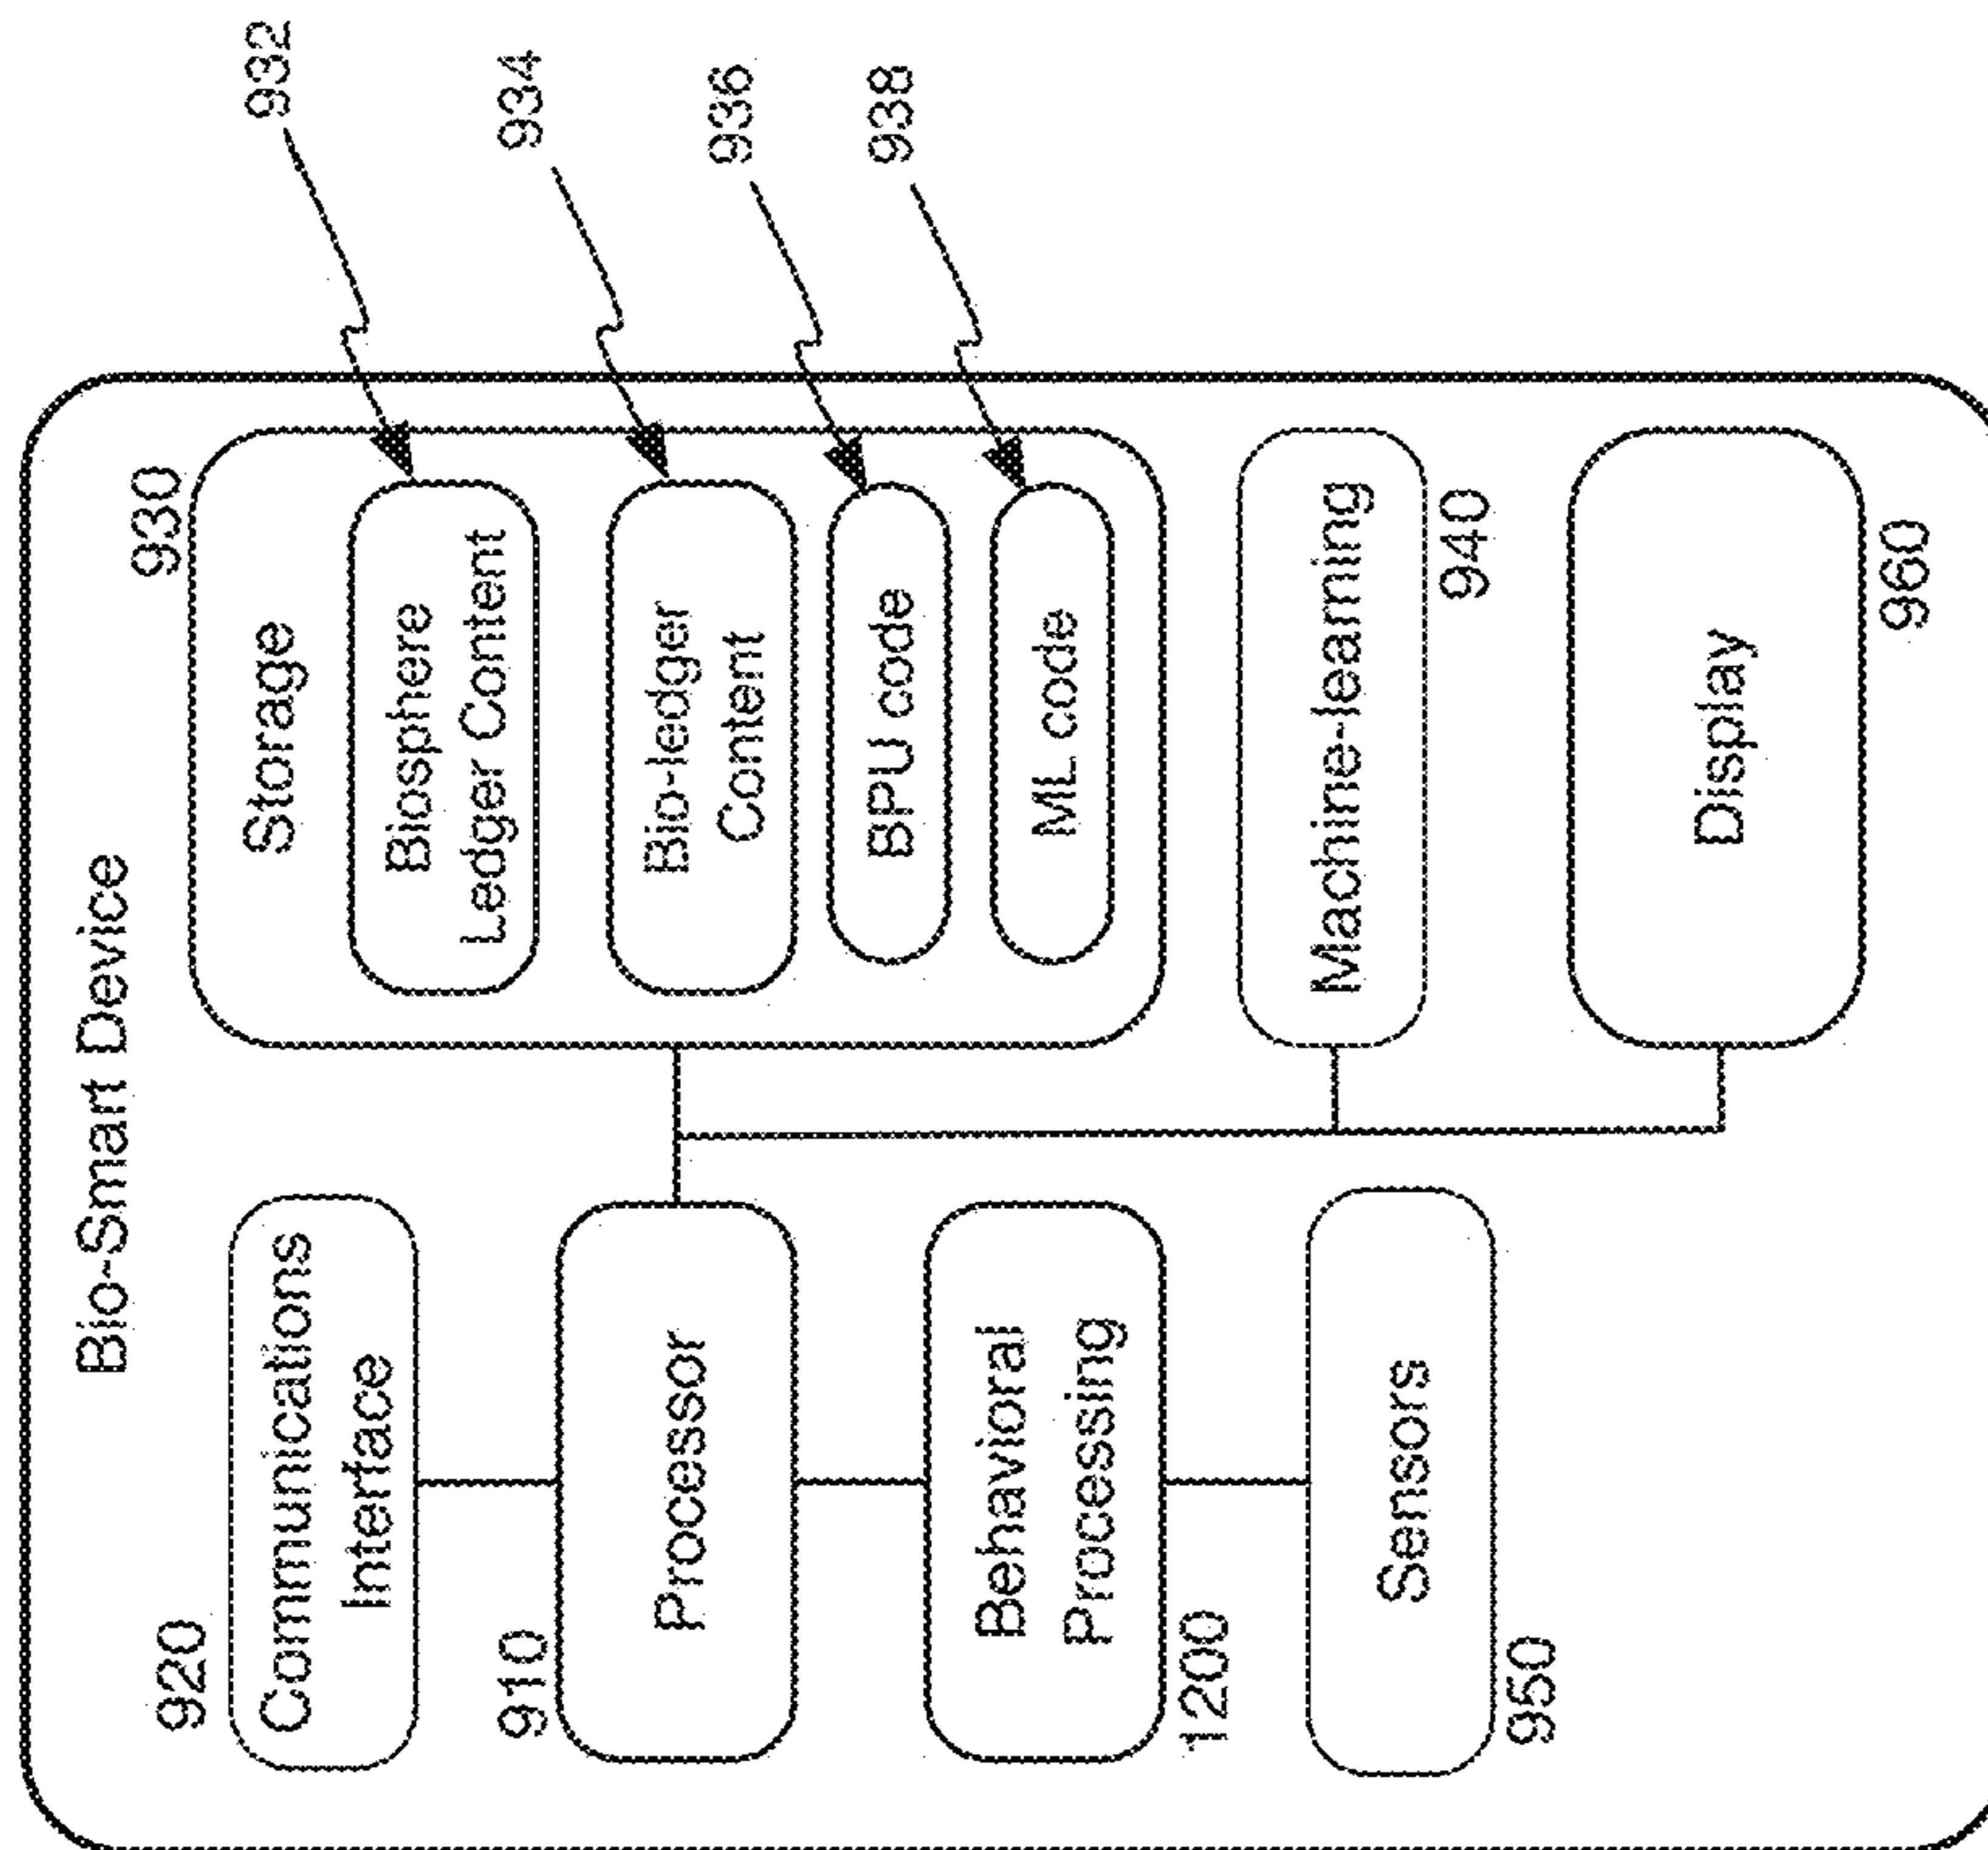 Bio-Smart Device
920
Communications
Interface
910
Processor
Behavioral
Processing
1200
Sensors
950
930
Storage
Biosphere
Ledger Content
Bio-ledger
Content
BPU code
ML code
Machine-learning
940
Display
960
932
934
936
938